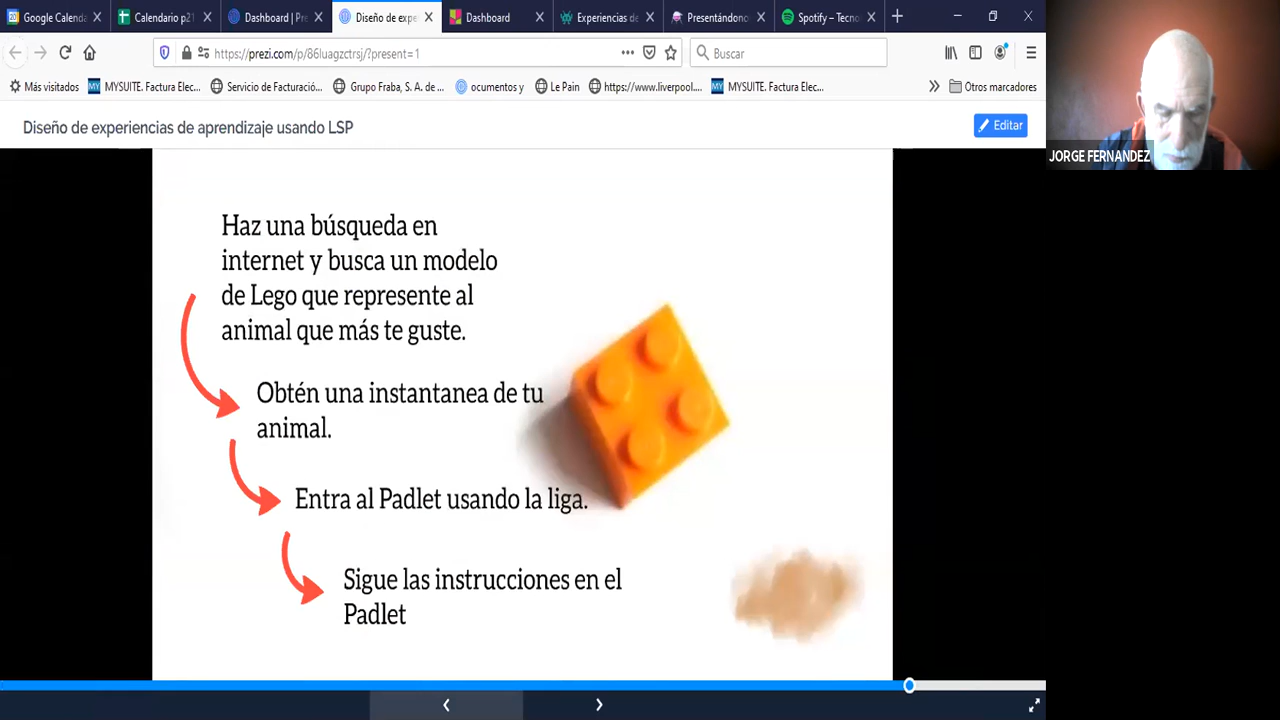 Google Calenda
Calendario p21
Dashboard | Pre
Diseño de expe
Dashboard
Experiencias de
Presentándono
Spotify – Tecno
https://prezi.com/p/86luagzctrsj/?present=1
Buscar
Más visitados
MYSUITE. Factura Elec...
Servicio de Facturació...
Grupo Fraba, S. A. de ...
ocumentos y
Le Pain
https://www.liverpool....
MYSUITE. Factura Elec...
Otros marcadores
Diseño de experiencias de aprendizaje usando LSP
Editar
JORGE FERNANDEZ
Haz una búsqueda en
internet y busca un modelo
de Lego que represente al
animal que más te guste.
Obtén una instantanea de tu
animal.
Entra al Padlet usando la liga.
Sigue las instrucciones en el
Padlet